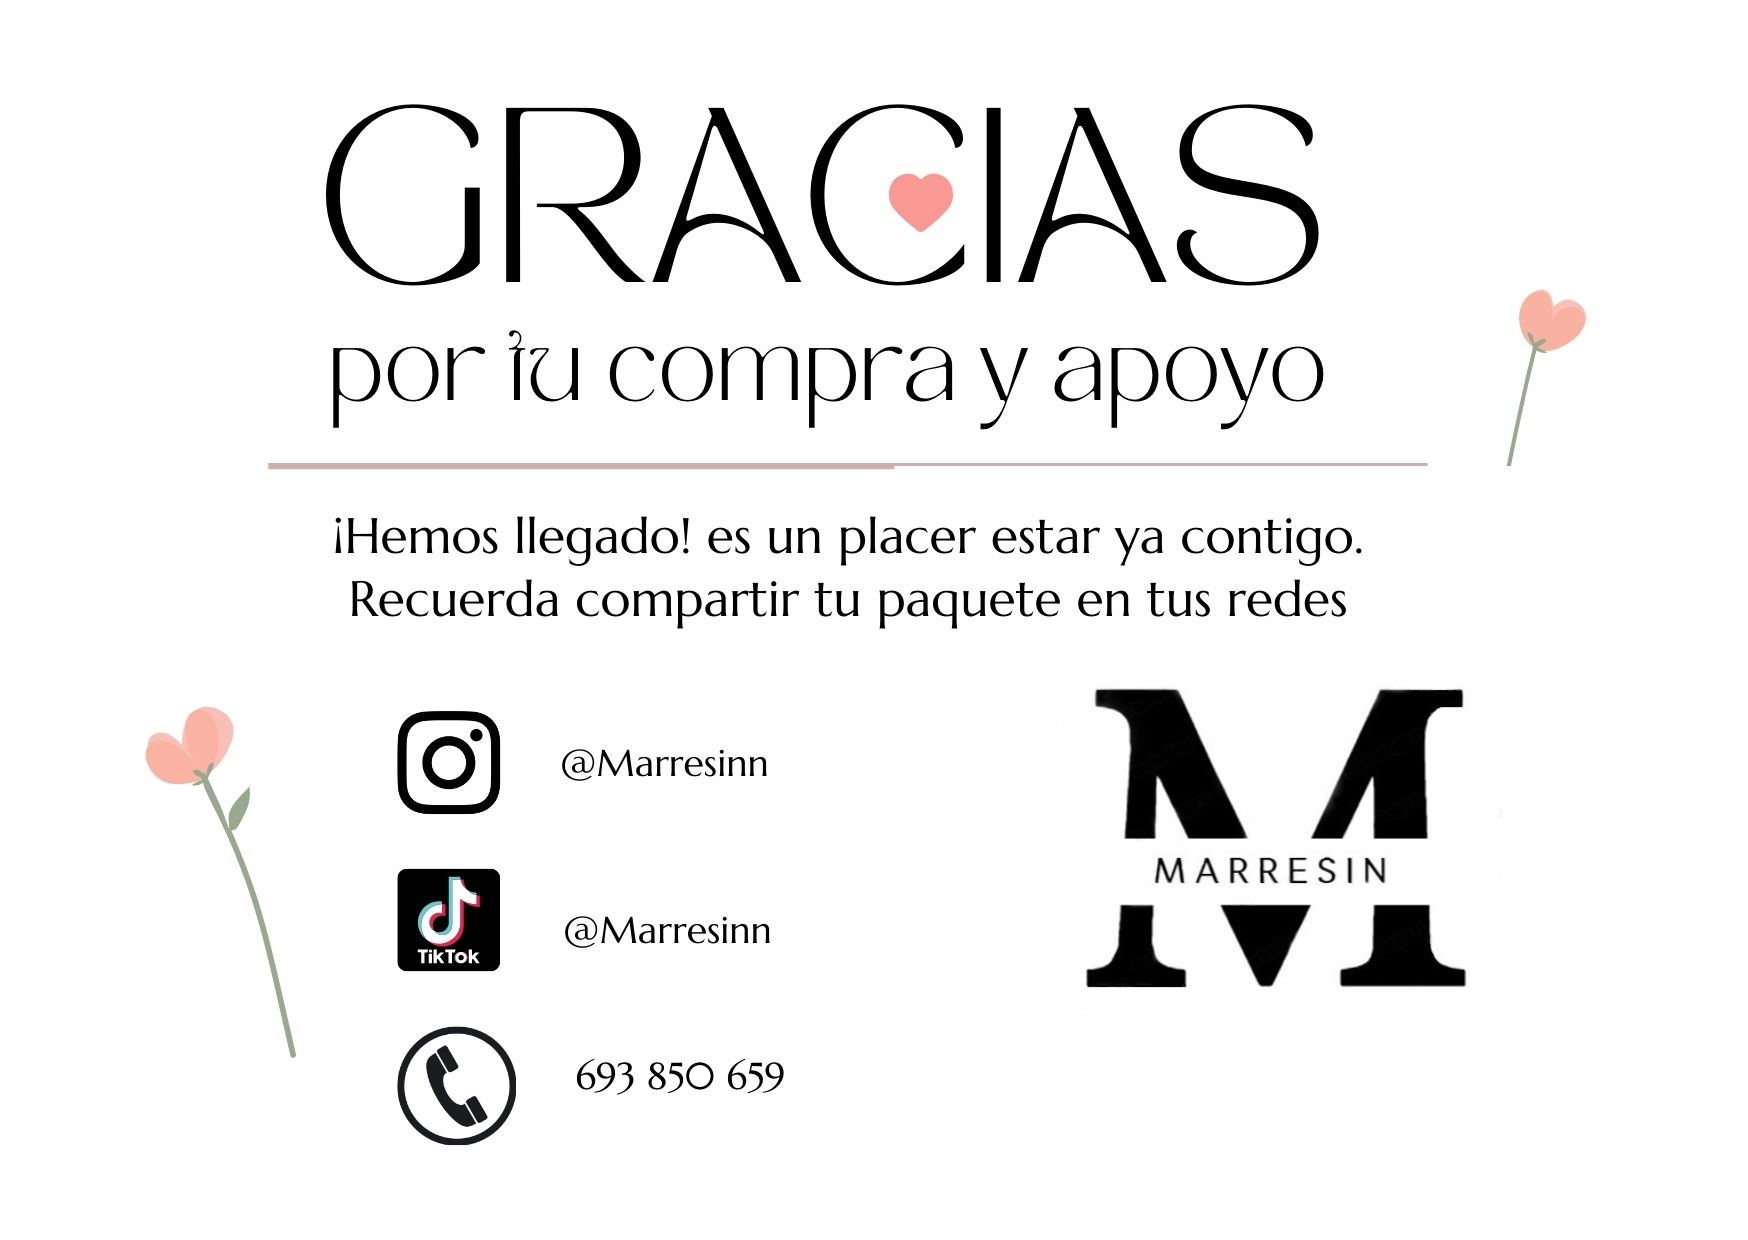 GRACIAS
por tu compra y apoyo
¡Hemos llegado! es un placer estar ya contigo.
Recuerda compartir tu paquete en tus redes
@Marresinn
TikTok
@Marresinn
693 850 659
M
MARRESIN